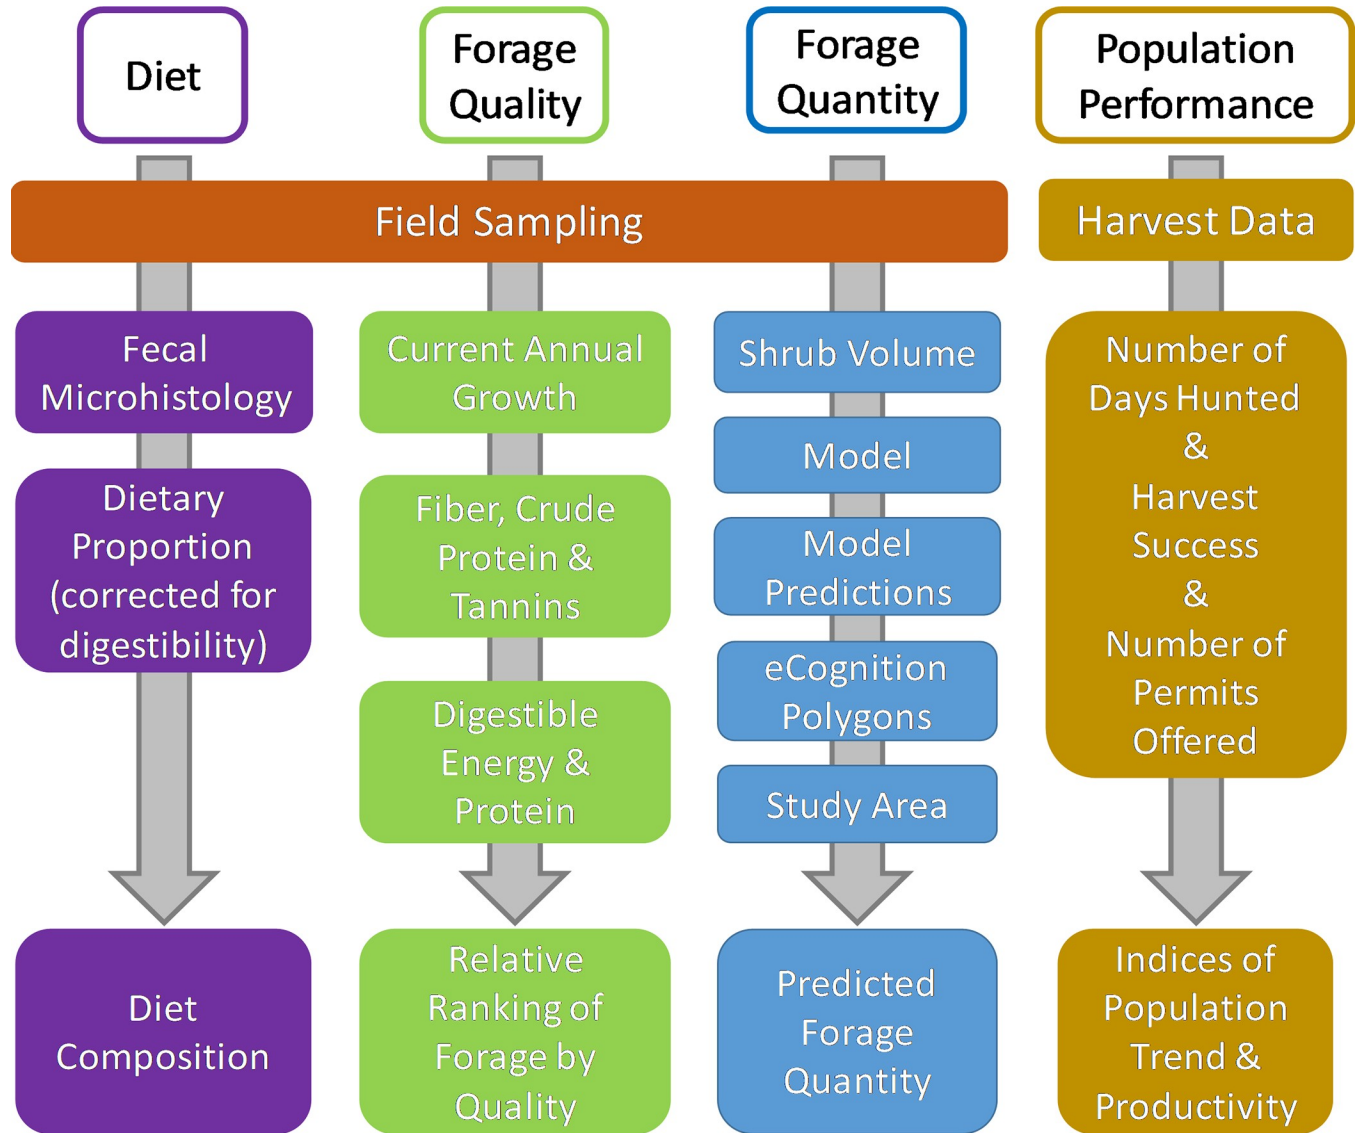 Diet
Forage
Quality
Forage
Quantity
Population
Performance
Field Sampling
Harvest Data
Fecal
Microhistology
Dietary
Proportion
(corrected for
digestibility)
Diet
Composition
Current Annual
Growth
Fiber, Crude
Protein &
Tannins
Digestible
Energy &
Protein
Relative
Ranking of
Forage by
Quality
Shrub Volume
Model
Model
Predictions
eCognition
Polygons
Study Area
Predicted
Forage
Quantity
Number of
Days Hunted
&
Harvest
Success
&
Number of
Permits
Offered
Indices of
Population
Trend &
Productivity